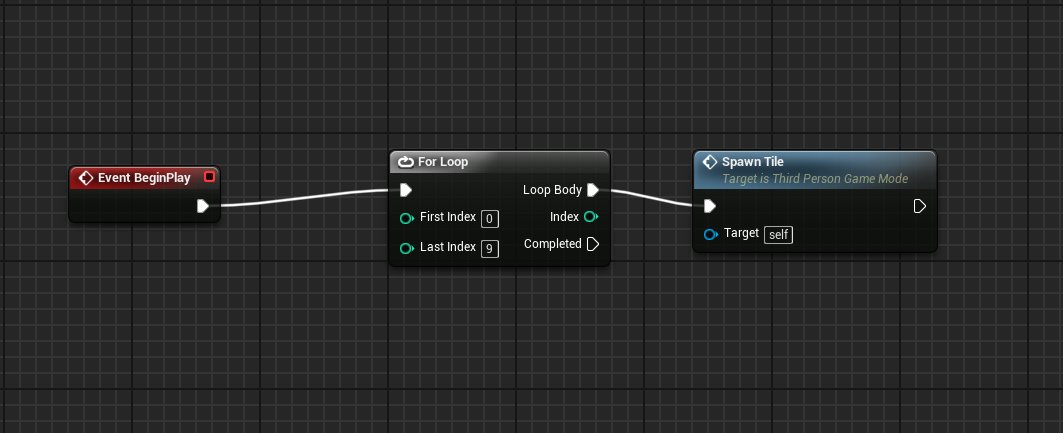 Event BeginPlay
For Loop
Loop Body
First Index 0
Index
Last Index 9
Completed
Spawn Tile
Target is Third Person Game Mode
Target self